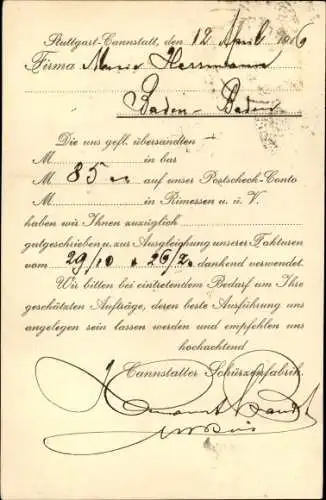 Stuttgart-Cannstatt, den 12 April 1916
Firma Marie Herrmann
Baden-Baden
Die uns gefl. übersandten
M. in bar
M. 85 auf unser Postscheck-Conto
M. in Rimessen u. ü. V.
haben wir Ihnen zuzüglich
gutgeschrieben u. zur Ausgleichung unserer Fakturen
vom 29/10 26/2. dankend verwendet.
Wir bitten bei eintretendem Bedarf um Ihre
geschätzten Aufträge, deren beste Ausführung uns
angelegen sein lassen werden und empfehlen uns
hochachtend
Cannstatter Schürzenfabrik.